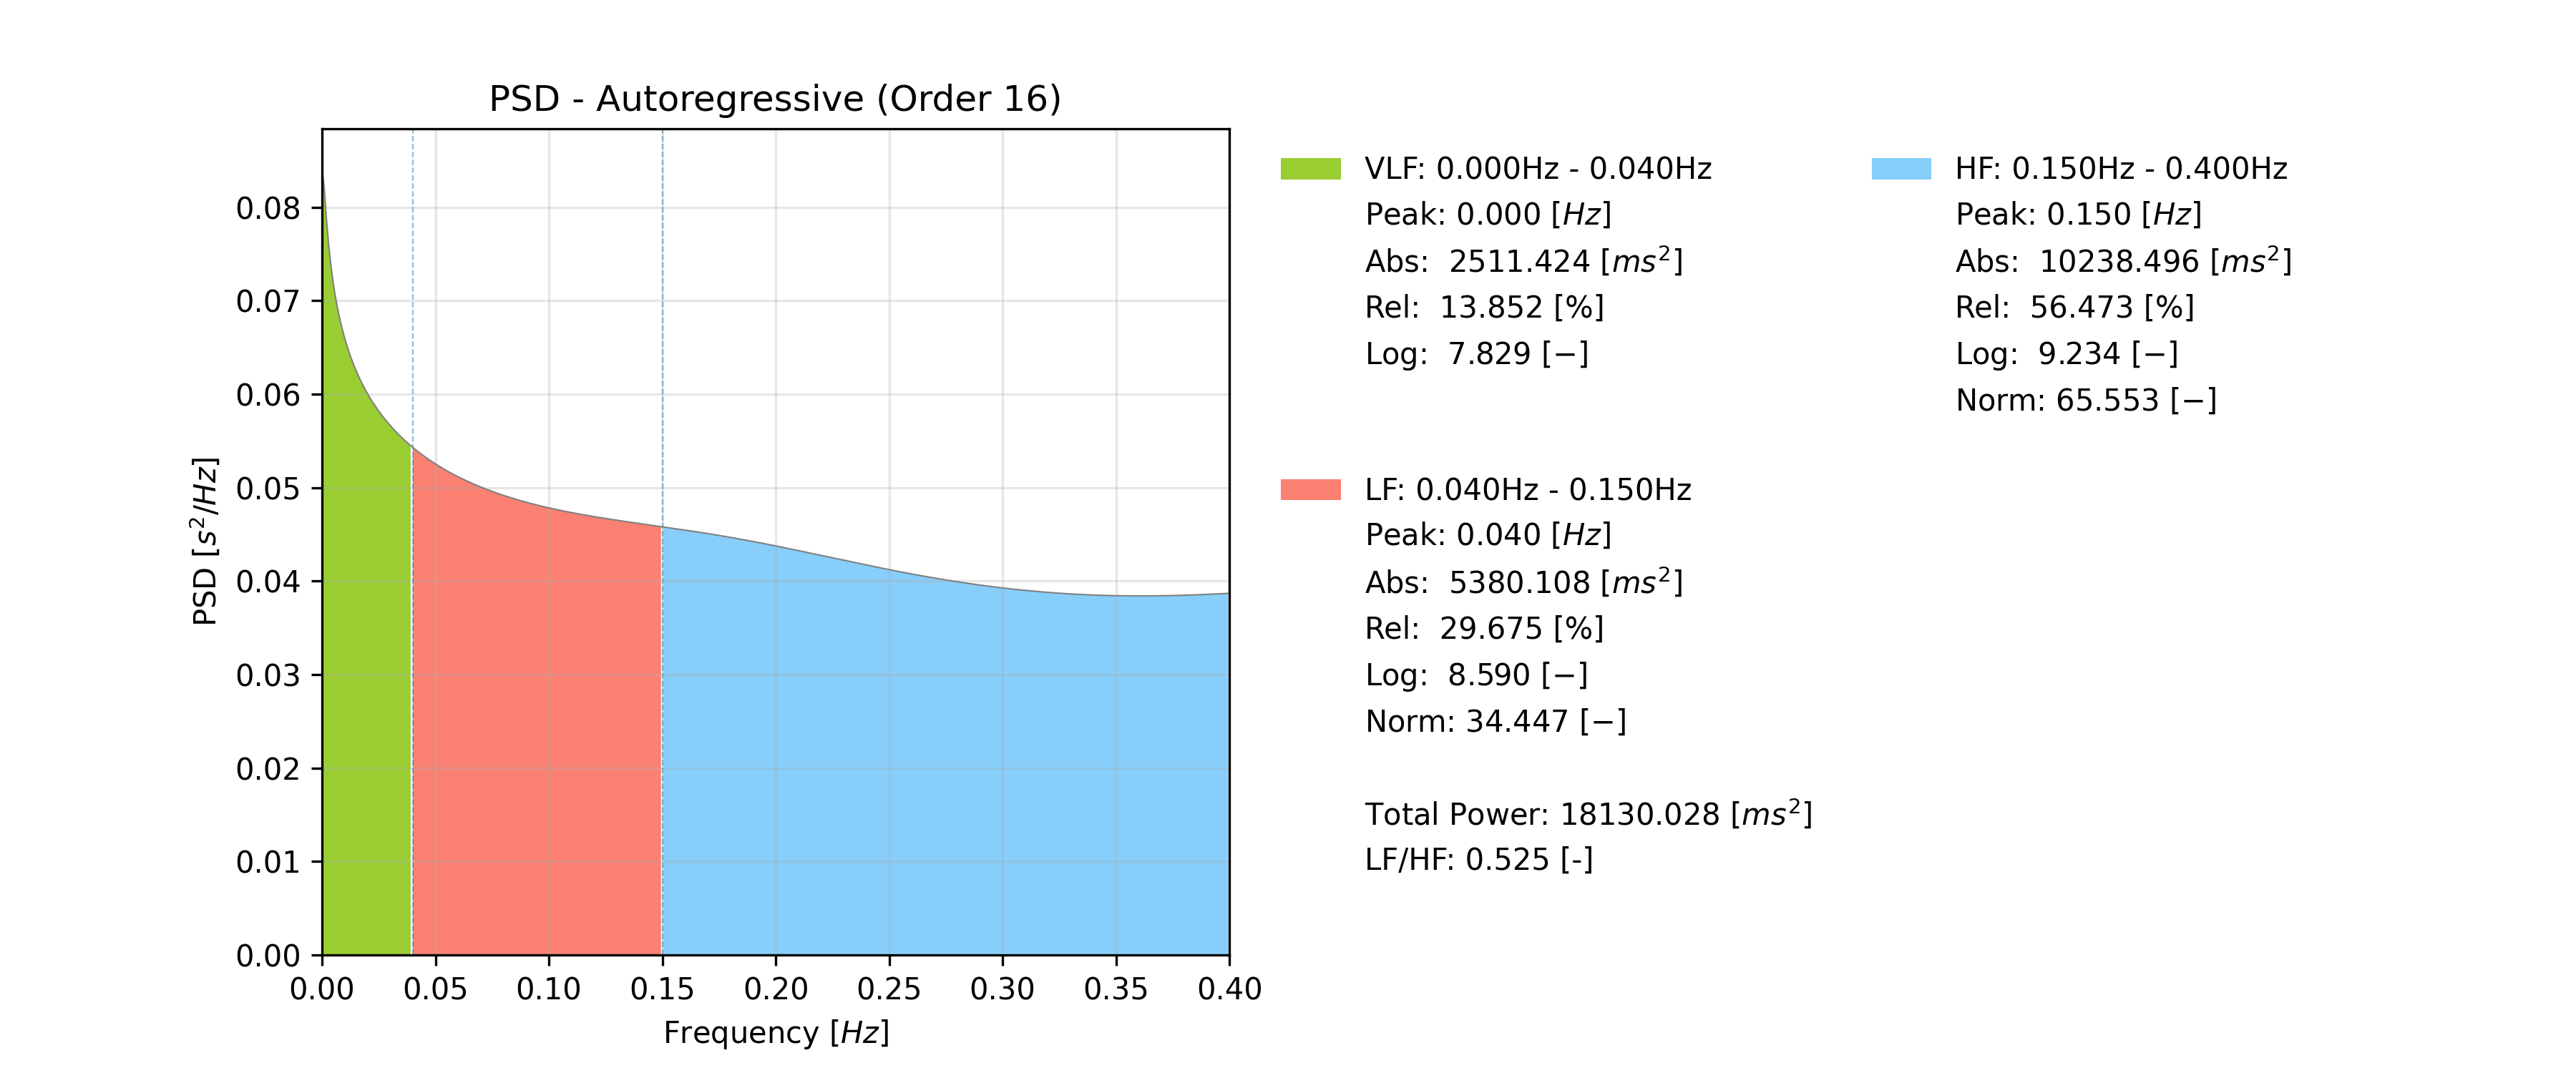 PSD - Autoregressive (Order 16)
PSD [s²/Hz]
0.08
0.07
0.06
0.05
0.04
0.03
0.02
0.01
0.00
0.00 0.05 0.10 0.15 0.20 0.25 0.30 0.35 0.40
Frequency [Hz]
VLF: 0.000Hz - 0.040Hz
Peak: 0.000 [Hz]
Abs: 2511.424 [ms²]
Rel: 13.852 [%]
Log: 7.829 [−]
LF: 0.040Hz - 0.150Hz
Peak: 0.040 [Hz]
Abs: 5380.108 [ms²]
Rel: 29.675 [%]
Log: 8.590 [−]
Norm: 34.447 [−]
Total Power: 18130.028 [ms²]
LF/HF: 0.525 [-]
HF: 0.150Hz - 0.400Hz
Peak: 0.150 [Hz]
Abs: 10238.496 [ms²]
Rel: 56.473 [%]
Log: 9.234 [−]
Norm: 65.553 [−]